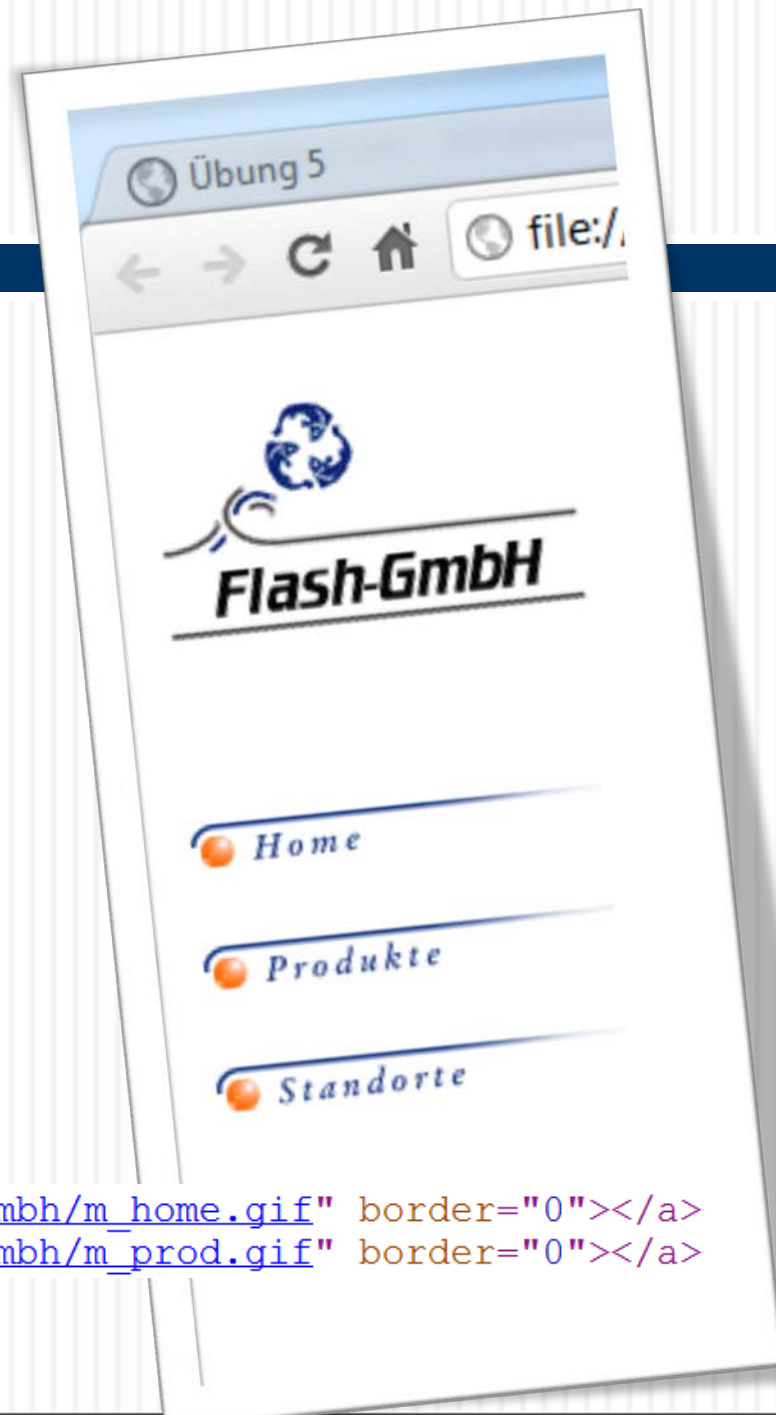 Übung 5
file:/
Flash-GmbH
Home
Produkte
Standorte
mbh/m_home.gif" border="0"></a>
mbh/m_prod.gif" border="0"></a>